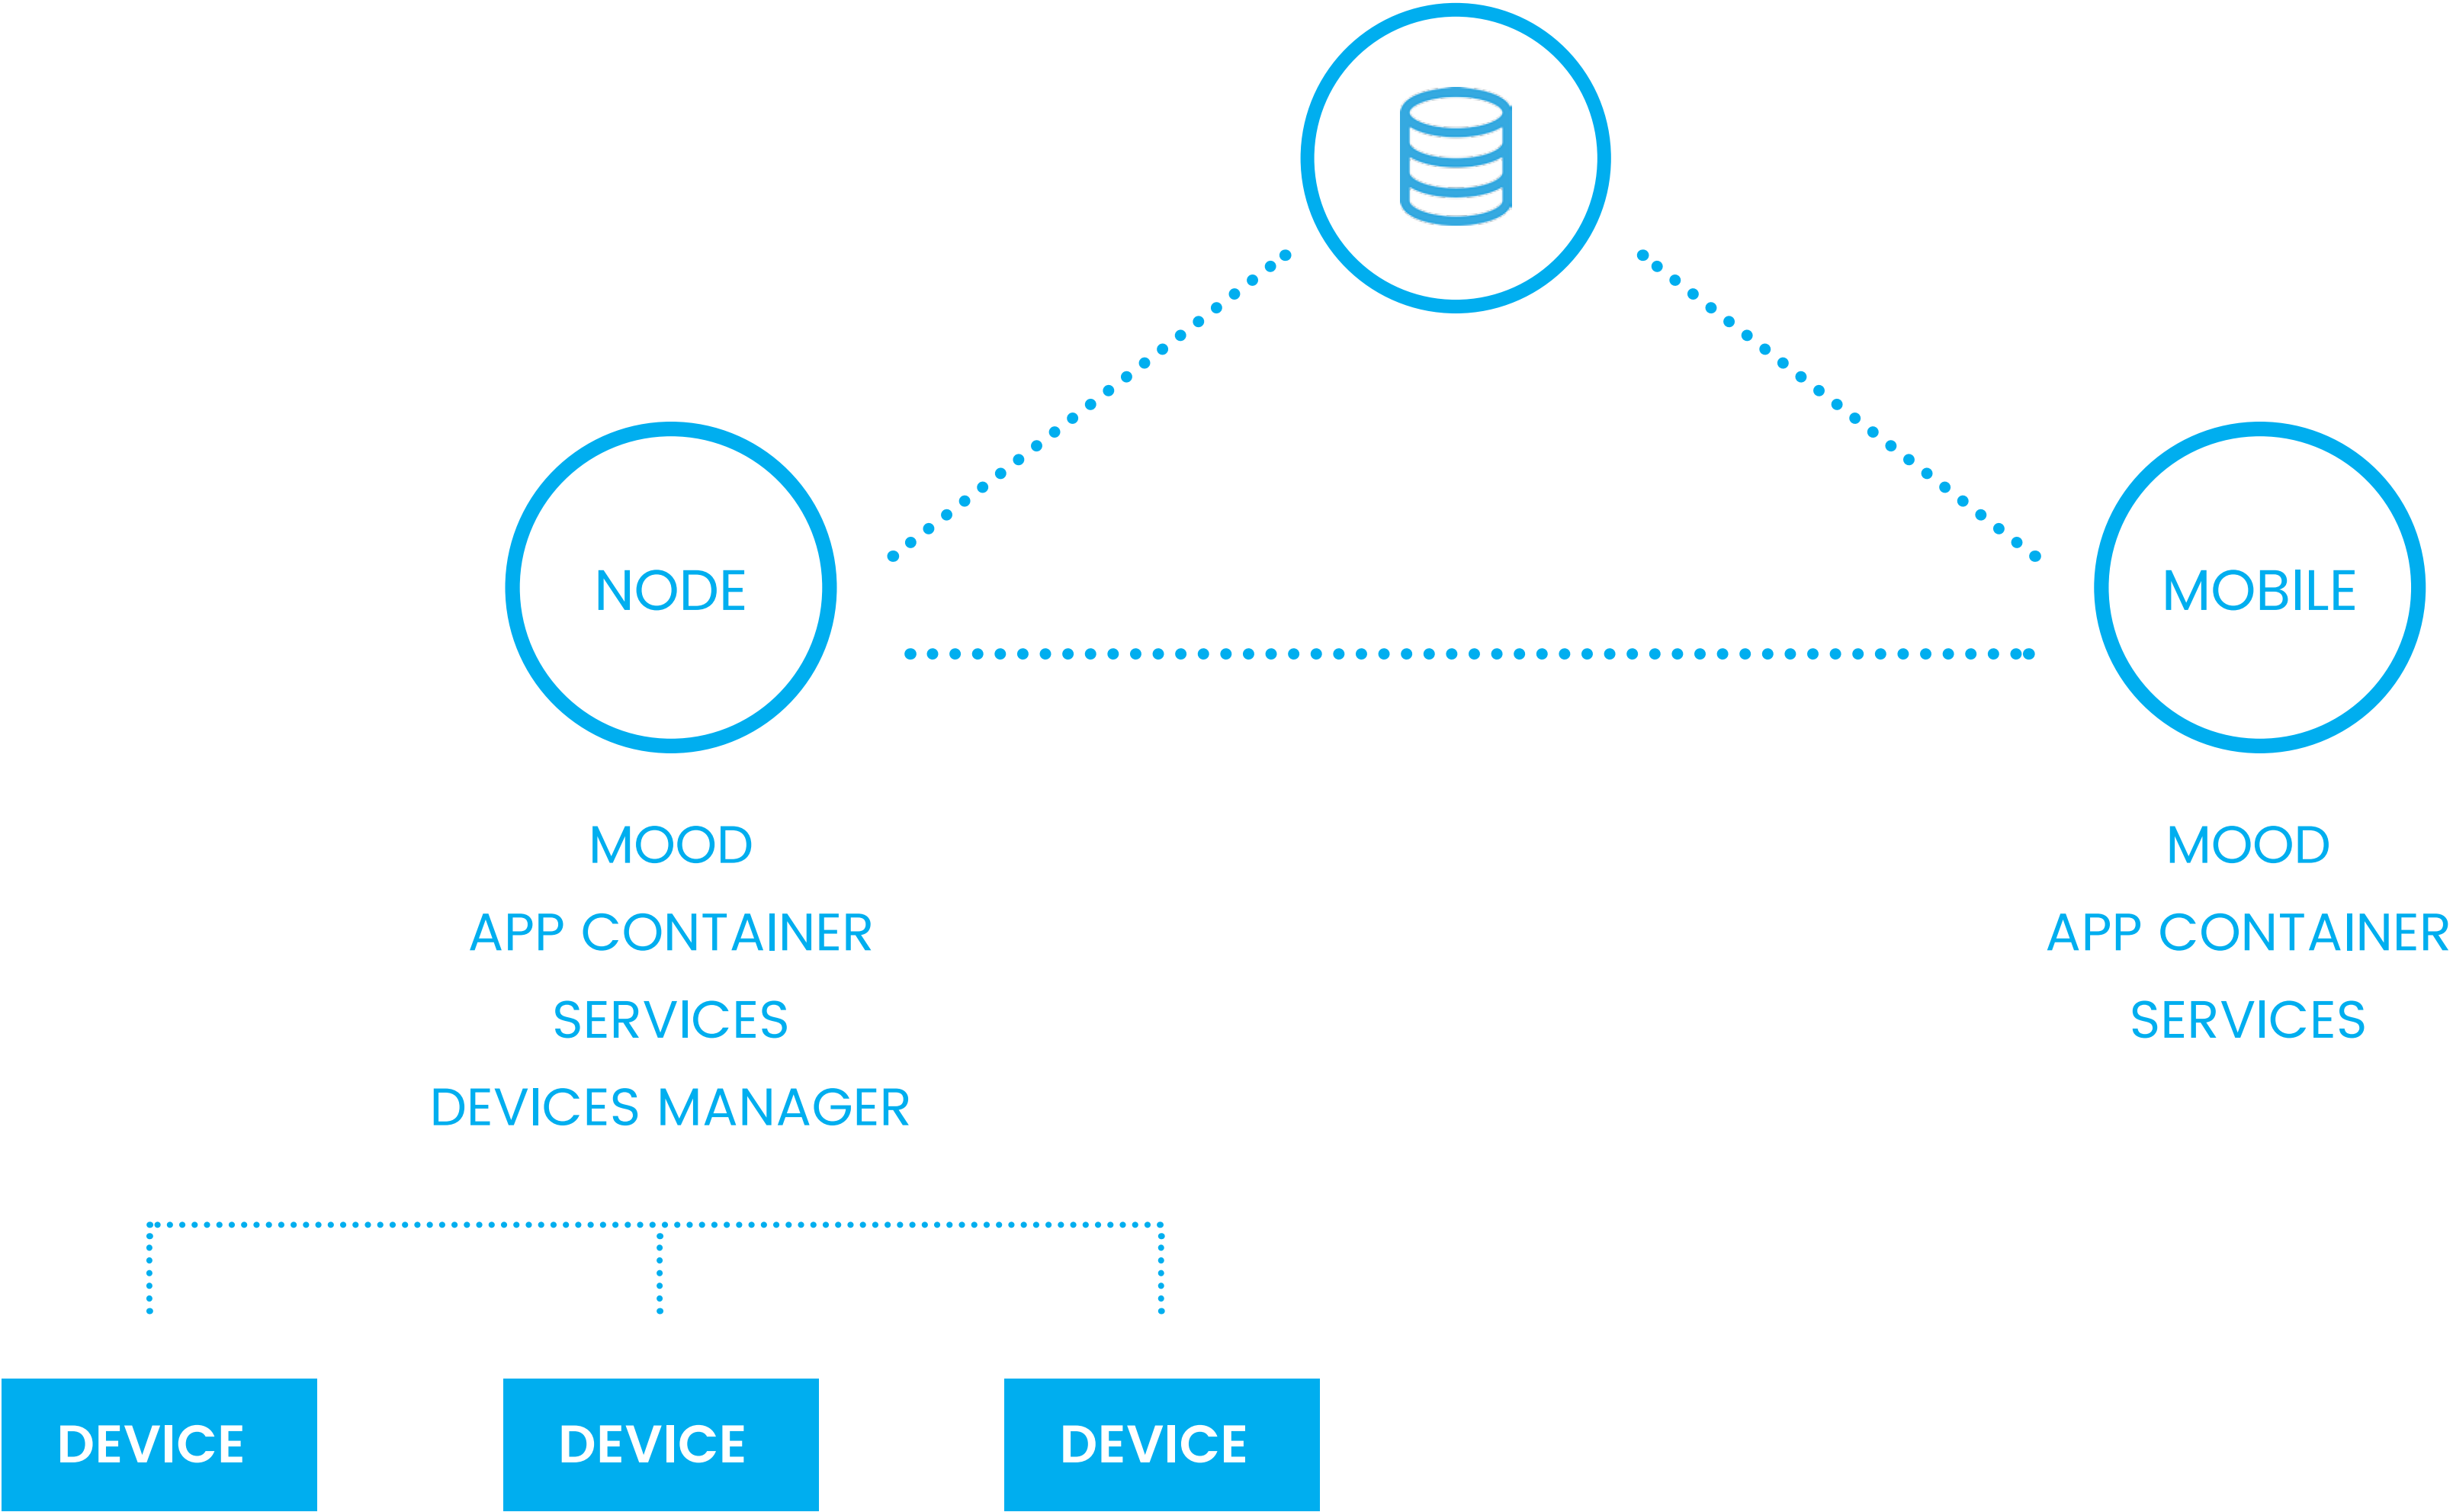 NODE
MOBILE
MOOD
APP CONTAINER
SERVICES
DEVICES MANAGER
MOOD
APP CONTAINER
SERVICES
DEVICE
DEVICE
DEVICE